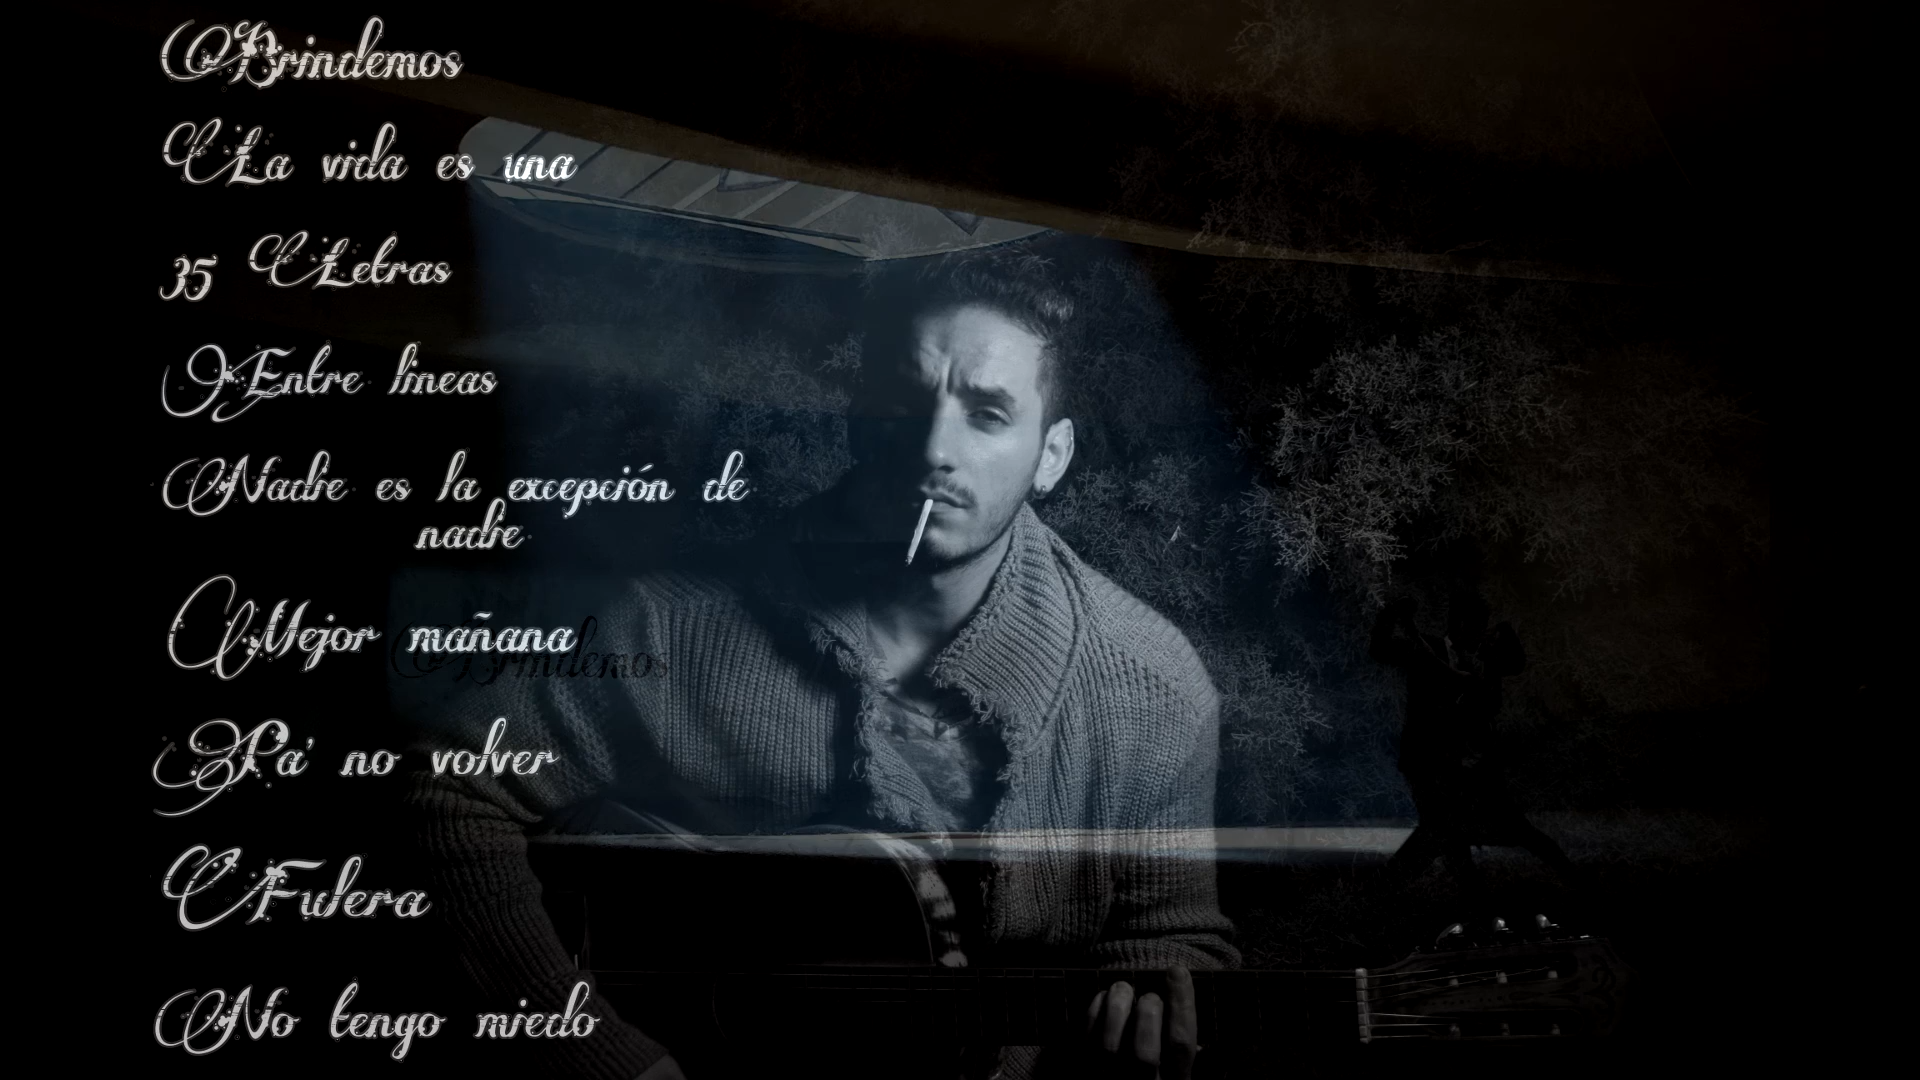 Brindemos
La vida es una
35 Letras
Entre lineas
Nadie es la excepción de
nadie
Mejor mañana
Brindemos
Pa' no volver
Fulera
No tengo miedo